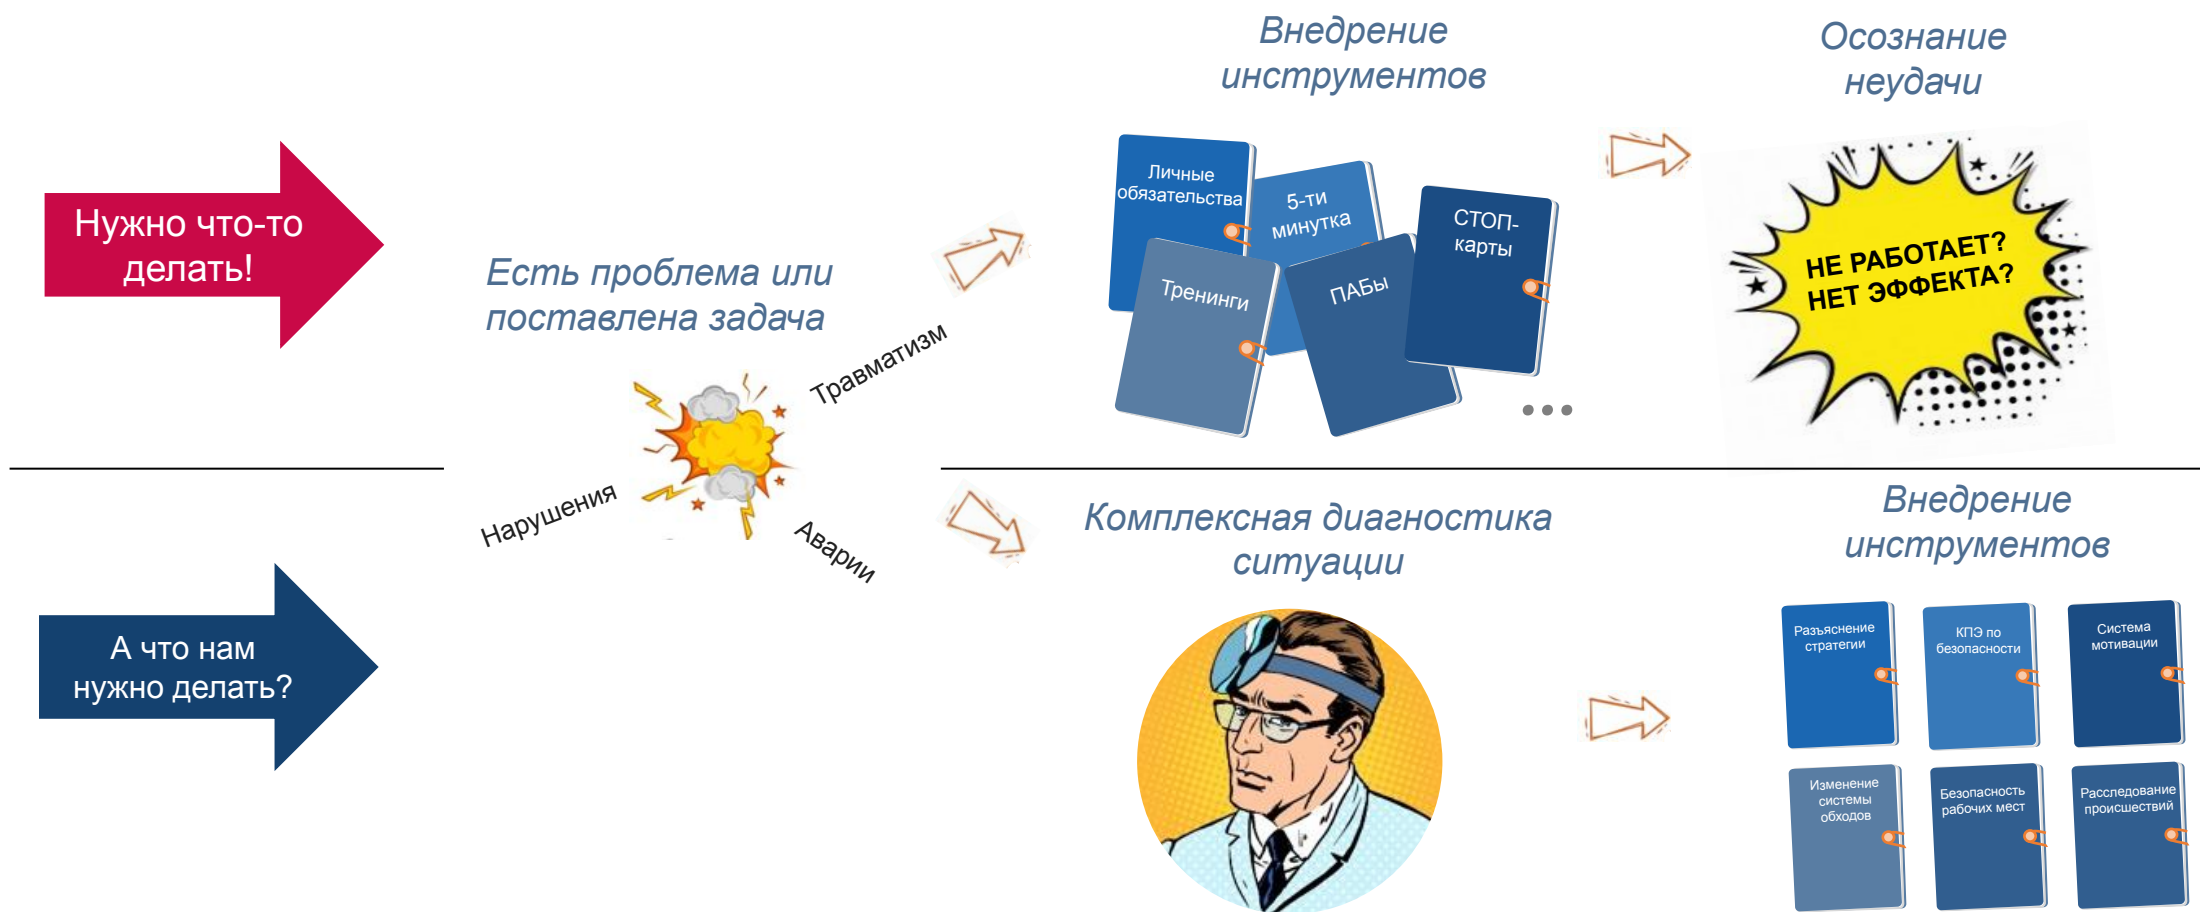 Нужно что-то
делать!
Есть проблема или
поставлена задача
Травматизм
Нарушения
Аварии
Внедрение
инструментов
Личные
обязательства
5-ти
минутка
СТОП-
карты
Тренинги
ПАБы
...
Осознание
неудачи
НЕ РАБОТАЕТ?
НЕТ ЭФФЕКТА?
А что нам
нужно делать?
Комплексная диагностика
ситуации
Внедрение
инструментов
Разъяснение
стратегии
КПЭ по
безопасности
Система
мотивации
Изменение
системы
обходов
Безопасность
рабочих мест
Расследование
происшествий